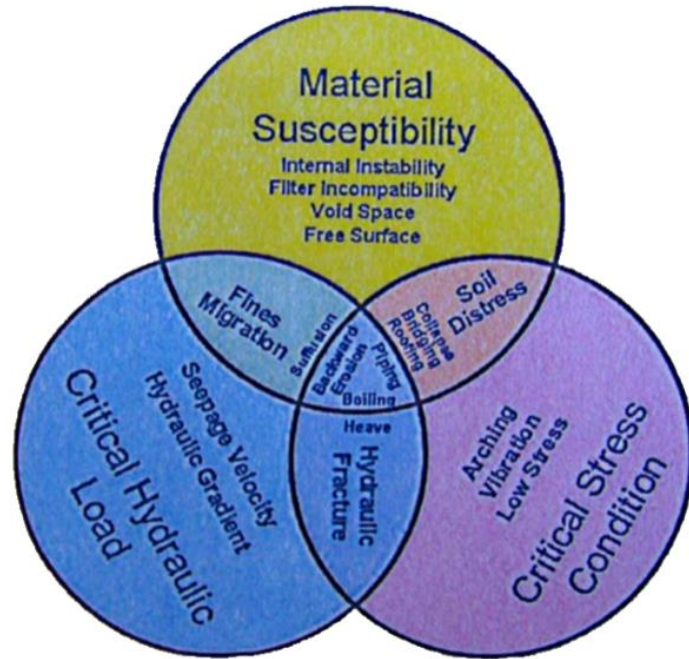 Material
Susceptibility
Internal Instability
Filter Incompatibility
Void Space
Free Surface
Fines
Migration
Suffusion
Soil
Distress
Collapse
Bridging
Roofing
Backward
Erosion
Piping
Boiling
Heave
Hydraulic
Fracture
Seepage Velocity
Hydraulic Gradient
Critical Hydraulic
Load
Arching
Vibration
Low Stress
Critical Stress
Condition